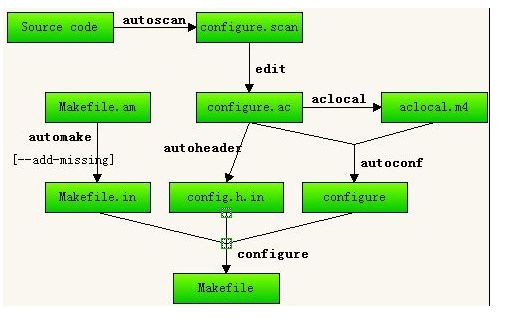 Source code
autoscan
configure.scan
edit
Makefile.am
configure.ac
aclocal
aclocal.m4
automake
autoheader
[--add-missing]
autoconf
Makefile.in
config.h.in
configure
configure
Makefile